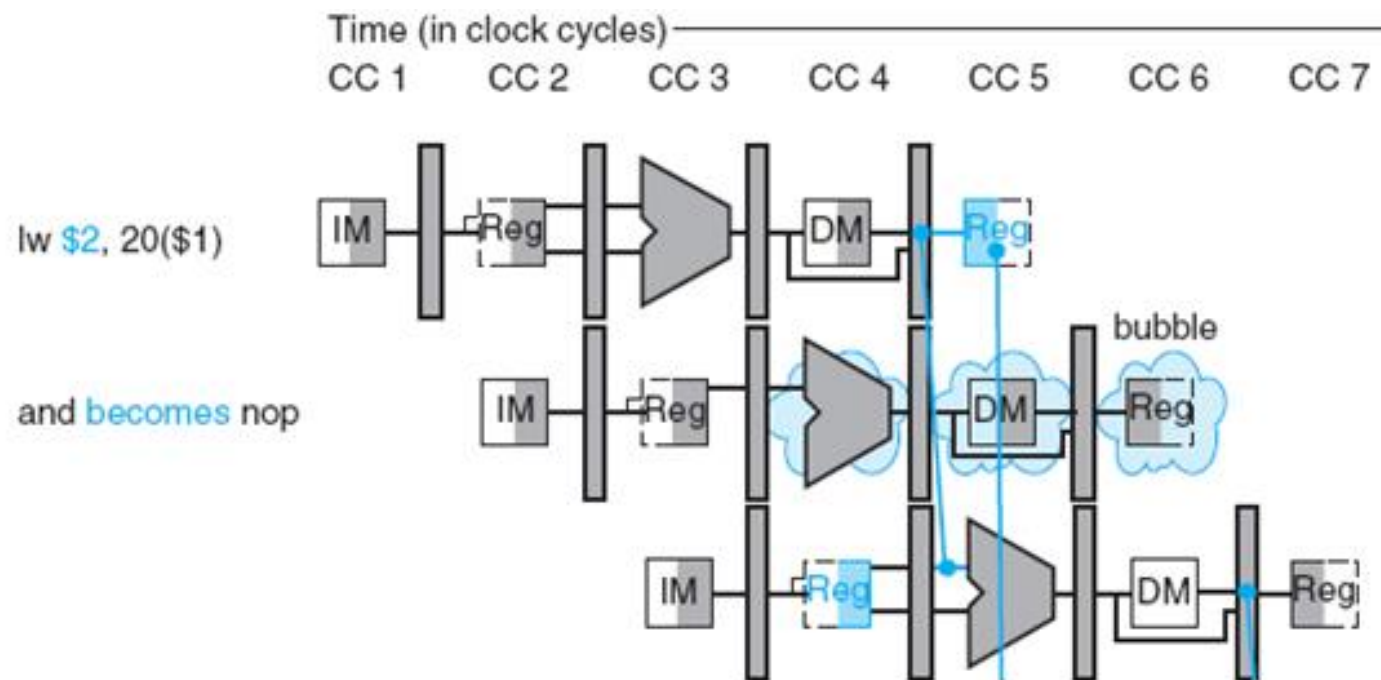 Time (in clock cycles)
CC 1 CC 2 CC 3 CC 4 CC 5 CC 6 CC 7
lw $2, 20($1) IM Reg DM Reg
bubble
and becomes nop IM Reg DM Reg
IM Reg DM Reg